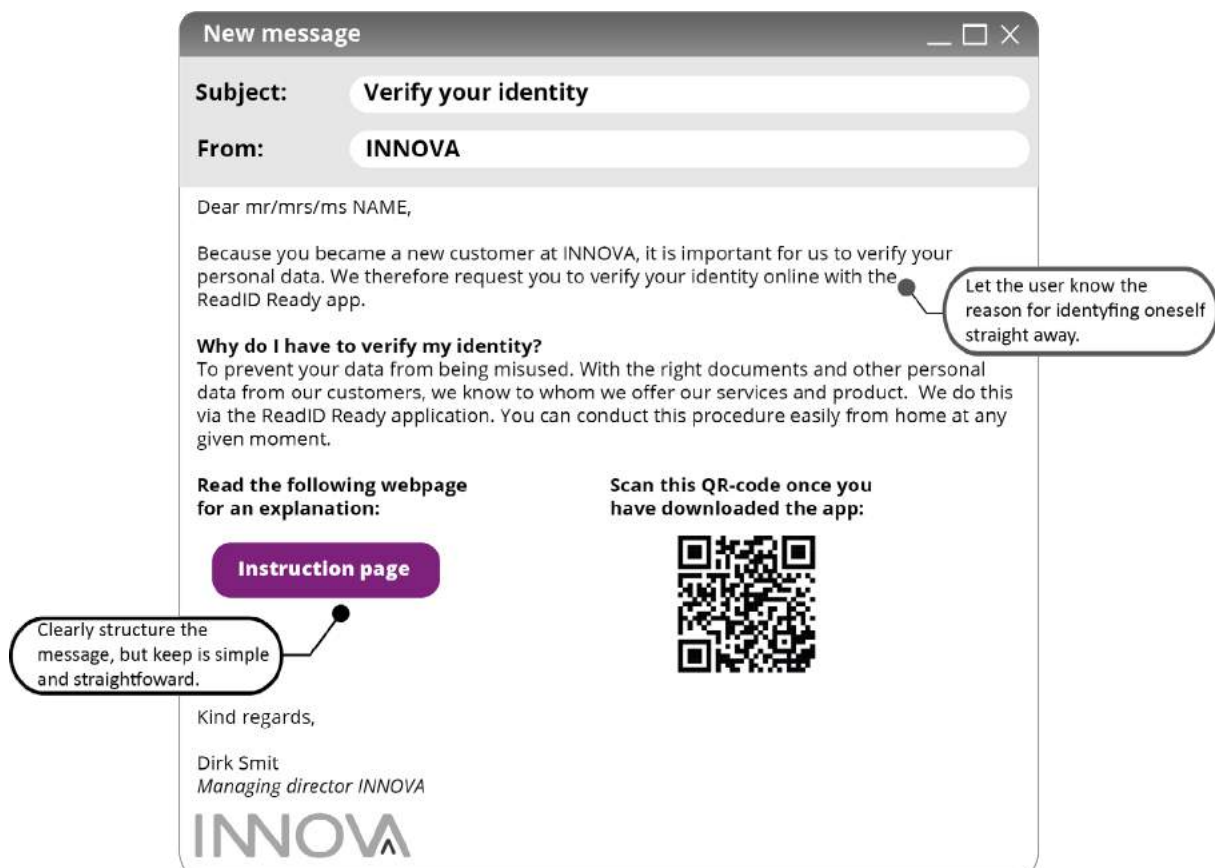 New message
Subject: Verify your identity
From: INNOVA
Dear mr/mrs/ms NAME,
Because you became a new customer at INNOVA, it is important for us to verify your
personal data. We therefore request you to verify your identity online with the
ReadID Ready app.
Let the user know the
reason for identyfing oneself
straight away.
Why do I have to verify my identity?
To prevent your data from being misused. With the right documents and other personal
data from our customers, we know to whom we offer our services and product. We do this
via the ReadID Ready application. You can conduct this procedure easily from home at any
given moment.
Read the following webpage
for an explanation:
Instruction page
Scan this QR-code once you
have downloaded the app:
Clearly structure the
message, but keep is simple
and straightfoward.
Kind regards,
Dirk Smit
Managing director INNOVA
INNOVA